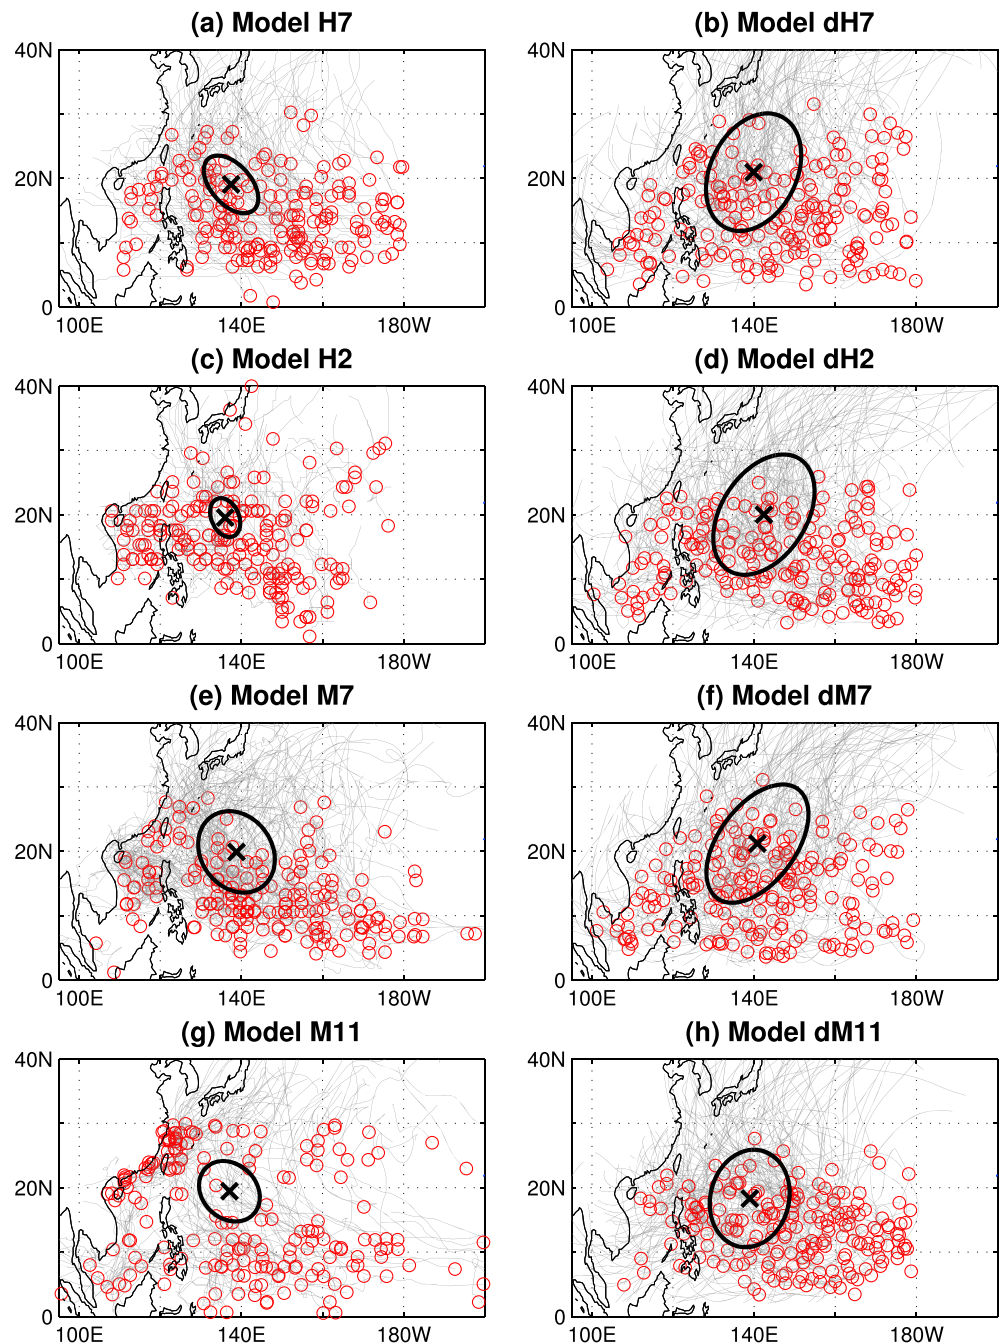 (a) Model H7
(b) Model dH7
40N
20N
0
100E 140E 180W
40N
20N
0
100E 140E 180W
(c) Model H2
(d) Model dH2
40N
20N
0
100E 140E 180W
40N
20N
0
100E 140E 180W
(e) Model M7
(f) Model dM7
40N
20N
0
100E 140E 180W
40N
20N
0
100E 140E 180W
(g) Model M11
(h) Model dM11
40N
20N
0
100E 140E 180W
40N
20N
0
100E 140E 180W